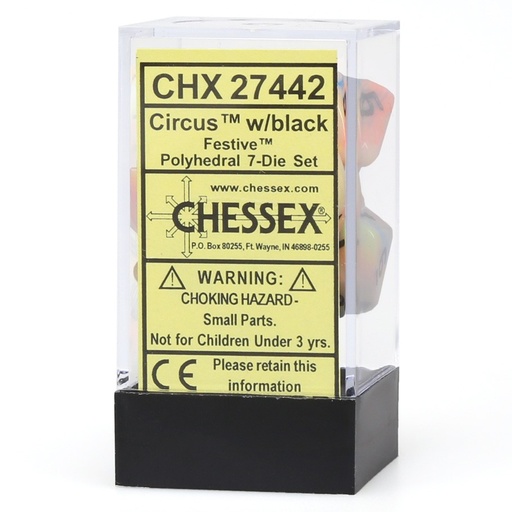 CHX 27442
Circus™ w/black
Festive™
Polyhedral 7-Die Set
www.chessex.com
CHESSEX®
P.O. Box 80255, Ft. Wayne, IN 46898-0255
WARNING:
CHOKING HAZARD-
Small Parts.
Not for Children Under 3 yrs.
CE Please retain this
information